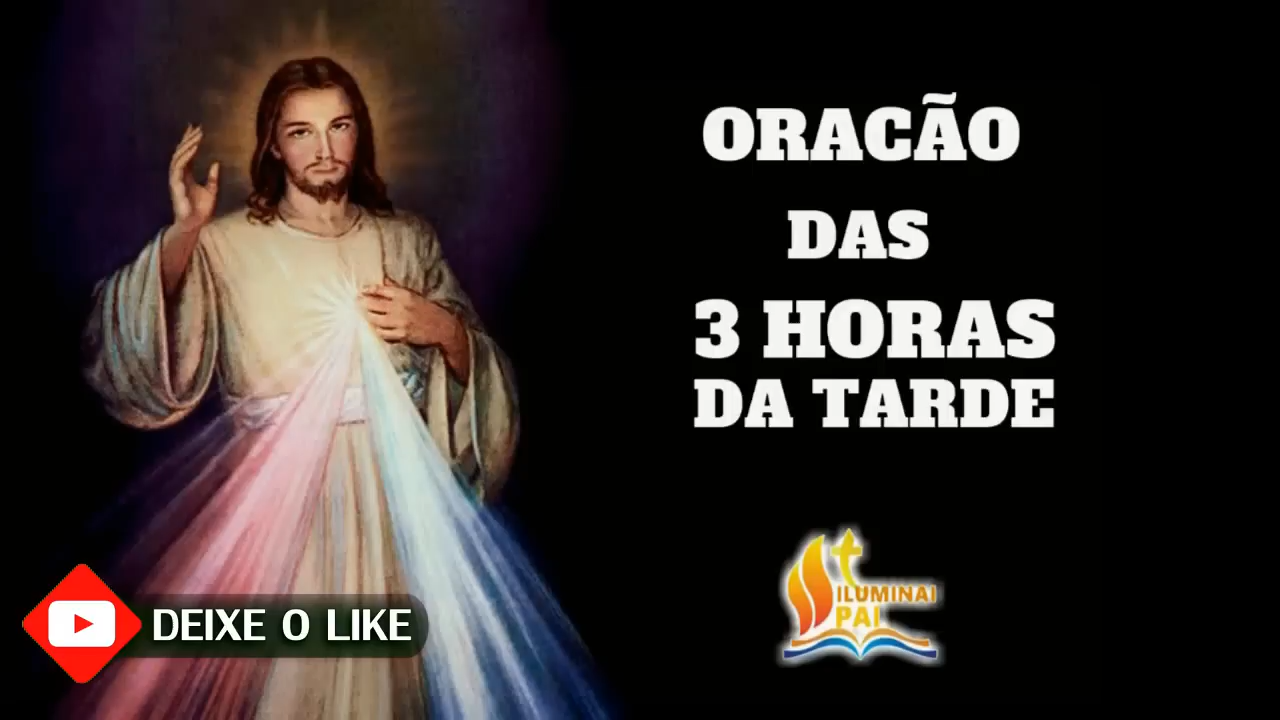 ORACÃO
DAS
3 HORAS
DA TARDE
ILUMINAI
PAI
DEIXE O LIKE